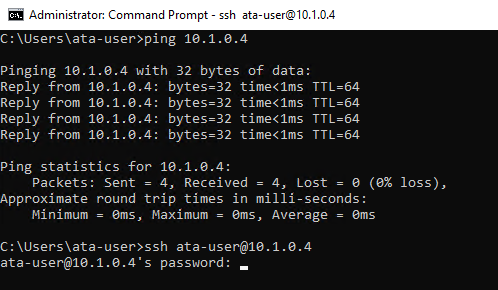 Administrator: Command Prompt - ssh  ata-user@10.1.0.4
C:\Users\ata-user>ping 10.1.0.4
Pinging 10.1.0.4 with 32 bytes of data:
Reply from 10.1.0.4: bytes=32 time<1ms TTL=64
Reply from 10.1.0.4: bytes=32 time<1ms TTL=64
Reply from 10.1.0.4: bytes=32 time<1ms TTL=64
Reply from 10.1.0.4: bytes=32 time<1ms TTL=64
Ping statistics for 10.1.0.4:
    Packets: Sent = 4, Received = 4, Lost = 0 (0% loss),
Approximate round trip times in milli-seconds:
    Minimum = 0ms, Maximum = 0ms, Average = 0ms
C:\Users\ata-user>ssh ata-user@10.1.0.4
ata-user@10.1.0.4's password: